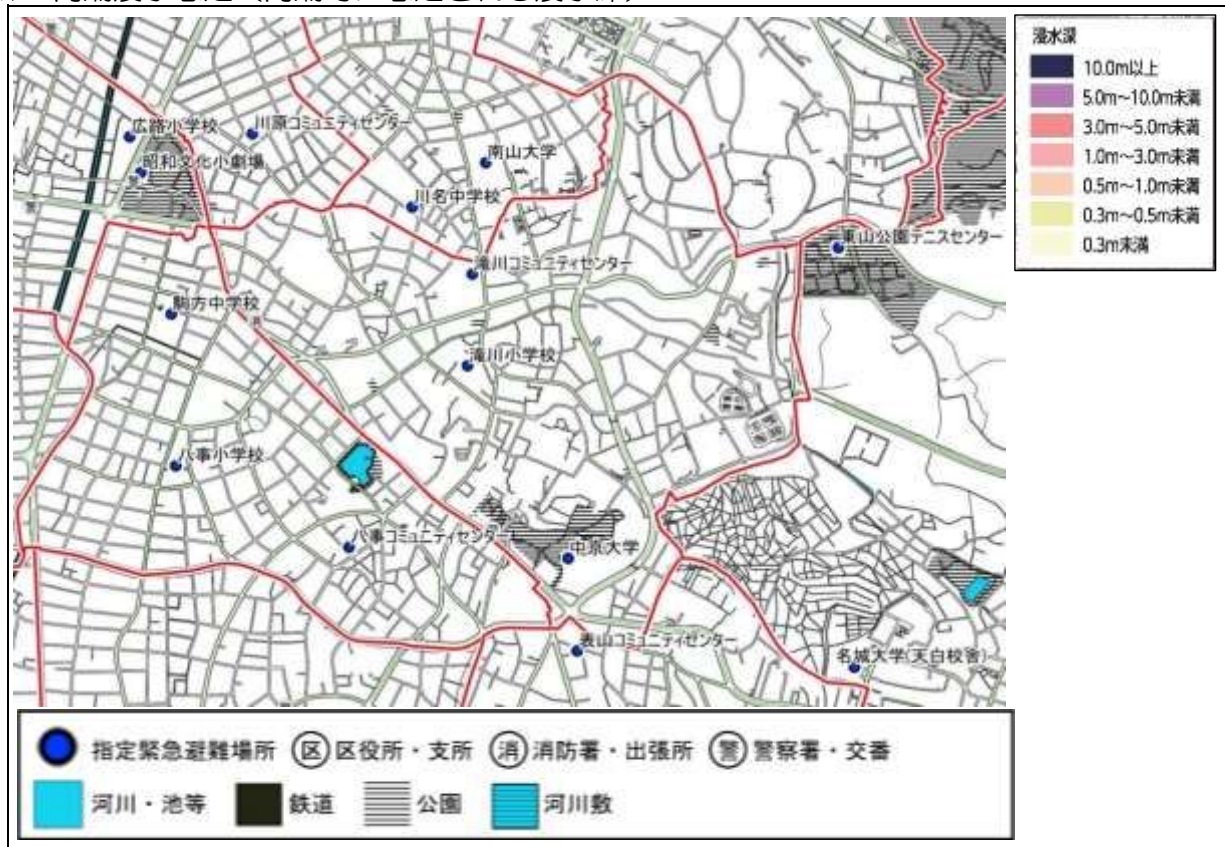 広路小学校
川原コミュニティセンター
昭和文化小劇場
南山大学
川名中学校
東山公園テニスセンター
滝川コミュニティセンター
駒方中学校
滝川小学校
八事小学校
八事コミュニティセンター
中京大学
表山コミュニティセンター
名城大学(天白校舎)
浸水深
10.0m以上
5.0m～10.0m未満
3.0m～5.0m未満
1.0m～3.0m未満
0.5m～1.0m未満
0.3m～0.5m未満
0.3m未満
指定緊急避難場所 区 区役所・支所 消 消防署・出張所 警 警察署・交番
河川・池等 鉄道 公園 河川敷